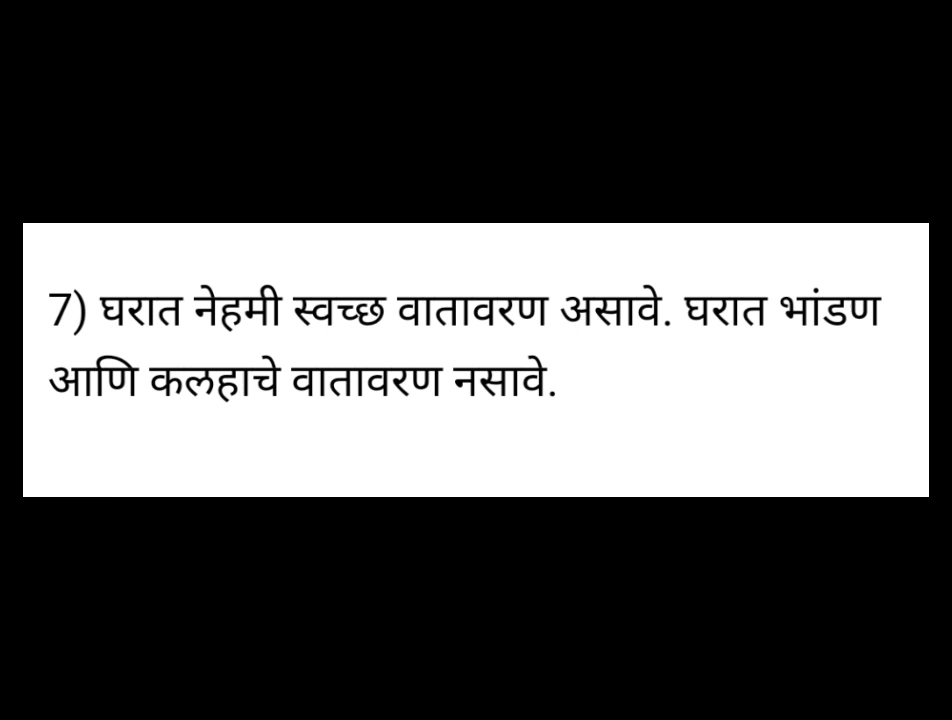 7) घरात नेहमी स्वच्छ वातावरण असावे. घरात भांडण
आणि कलहाचे वातावरण नसावे.